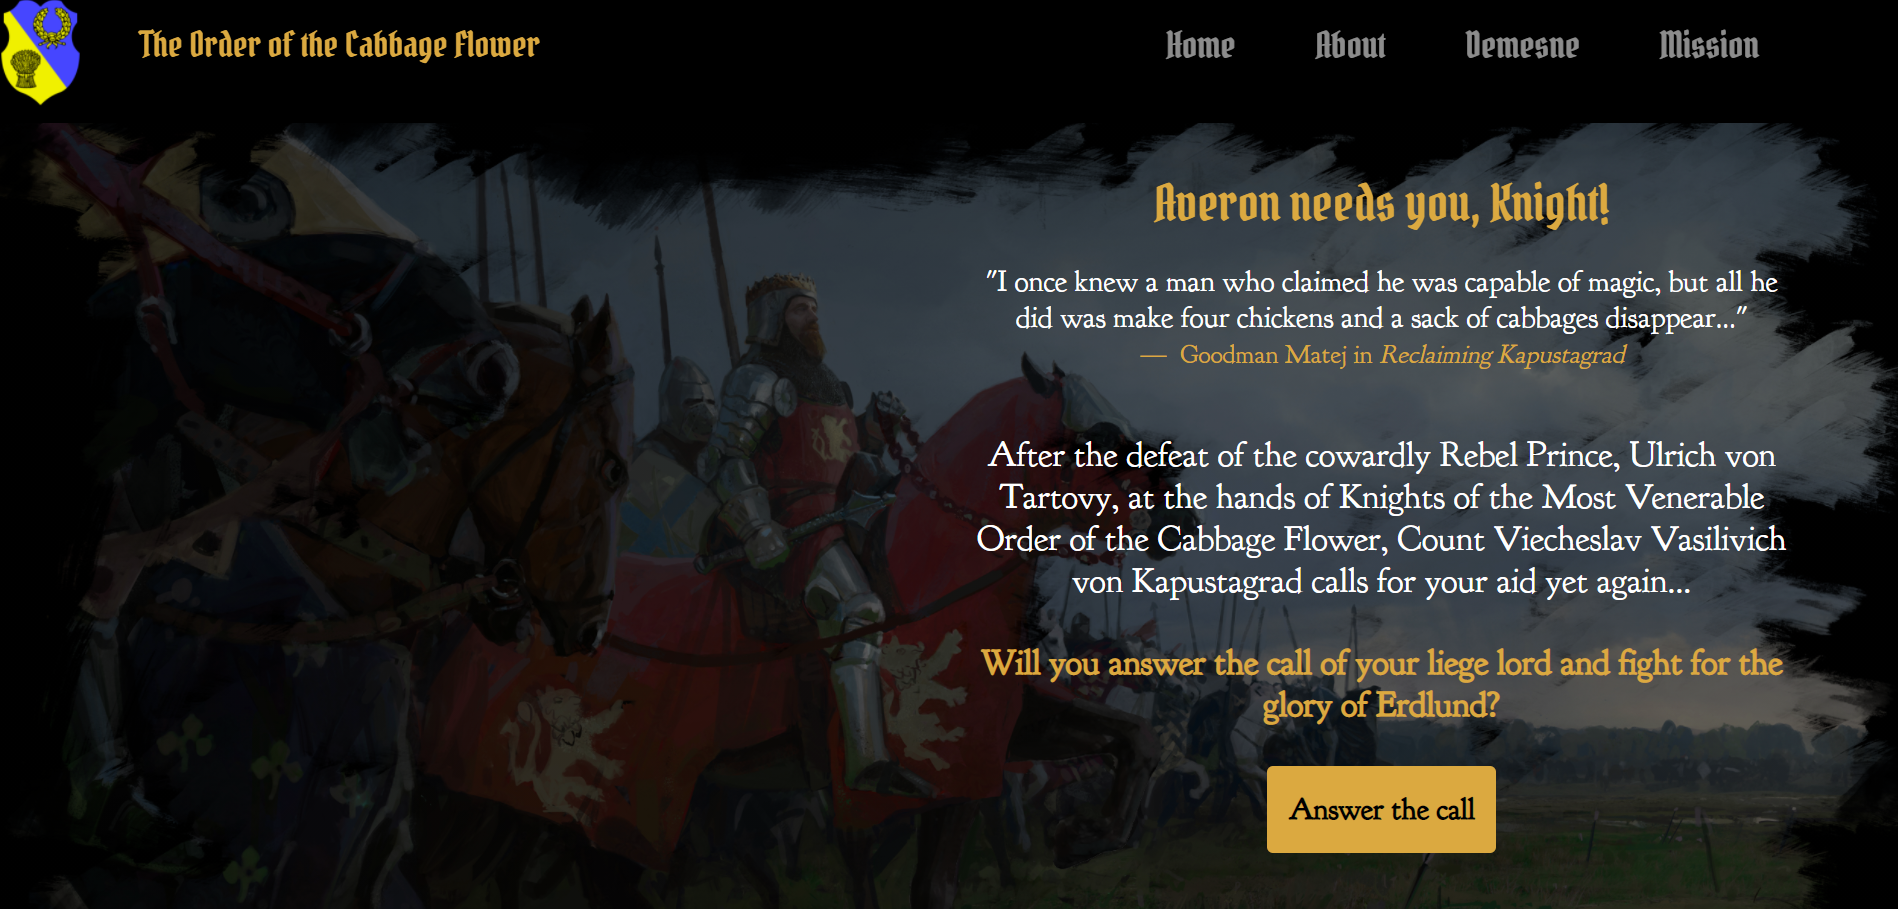 The Order of the Cabbage Flower
Home About Demesne Mission
Averon needs you, Knight!
"I once knew a man who claimed he was capable of magic, but all he
did was make four chickens and a sack of cabbages disappear..."
— Goodman Matej in Reclaiming Kapustagrad
After the defeat of the cowardly Rebel Prince, Ulrich von
Tartovy, at the hands of Knights of the Most Venerable
Order of the Cabbage Flower, Count Viecheslav Vasilivich
von Kapustagrad calls for your aid yet again...
Will you answer the call of your liege lord and fight for the
glory of Erdlund?
Answer the call